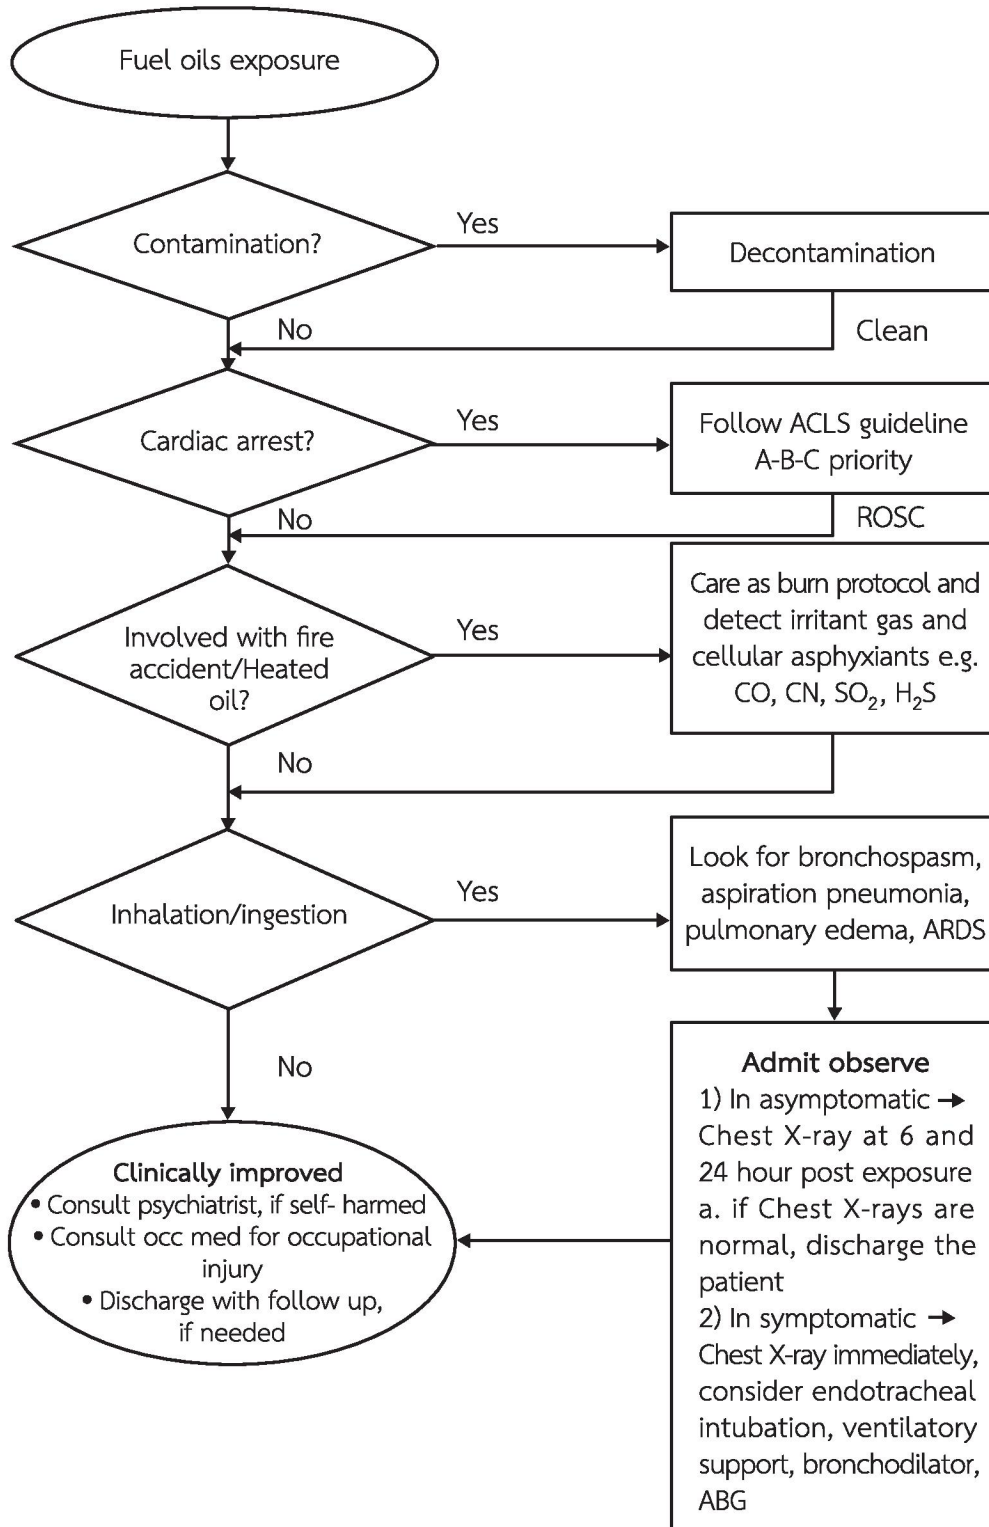 Fuel oils exposure
Contamination?
Yes
Decontamination
No
Clean
Cardiac arrest?
Yes
Follow ACLS guideline
A-B-C priority
No
ROSC
Involved with fire
accident/Heated
oil?
Yes
Care as burn protocol and
detect irritant gas and
cellular asphyxiants e.g.
CO, CN, SO₂, H₂S
No
Inhalation/ingestion
Yes
Look for bronchospasm,
aspiration pneumonia,
pulmonary edema, ARDS
No
Admit observe
1) In asymptomatic →
Chest X-ray at 6 and
24 hour post exposure
a. if Chest X-rays are
normal, discharge the
patient
2) In symptomatic →
Chest X-ray immediately,
consider endotracheal
intubation, ventilatory
support, bronchodilator,
ABG
Clinically improved
• Consult psychiatrist, if self- harmed
• Consult occ med for occupational
injury
• Discharge with follow up,
if needed